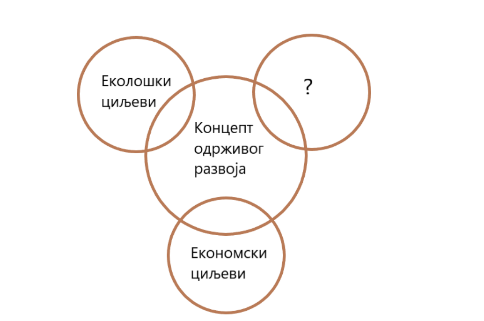 Еколошки
циљеви
?
Концепт
одрживог
развоја
Економски
циљеви